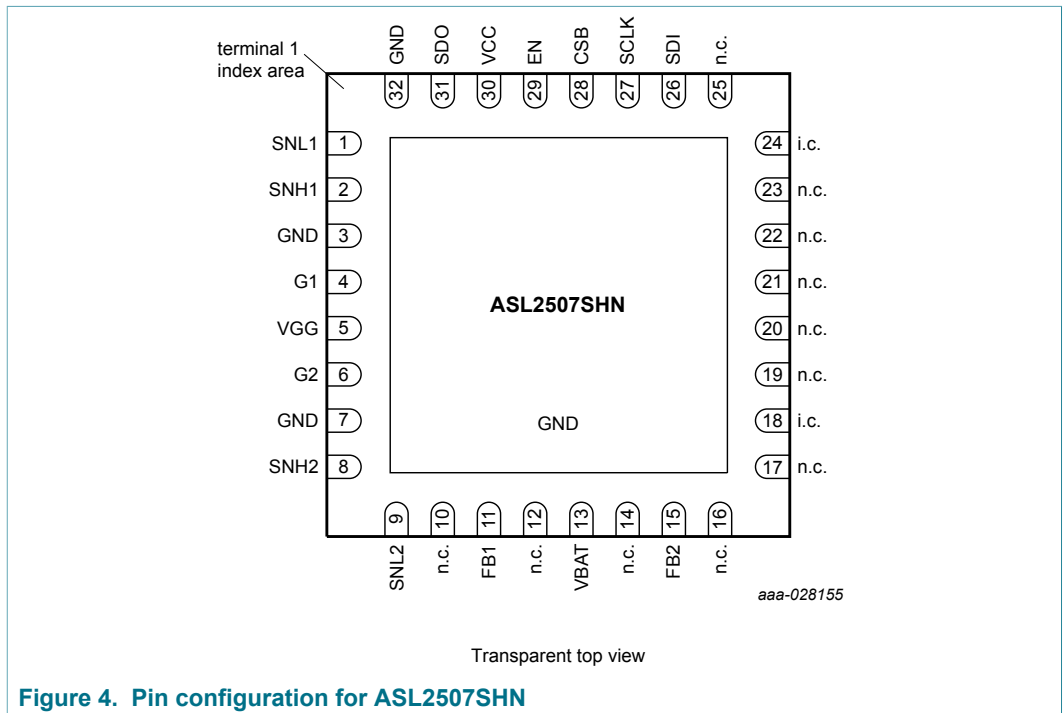 terminal 1
index area
GND
SDO
VCC
EN
CSB
SCLK
SDI
n.c.
32
31
30
29
28
27
26
25
SNL1 1
SNH1 2
GND 3
G1 4
VGG 5
G2 6
GND 7
SNH2 8
24 i.c.
23 n.c.
22 n.c.
21 n.c.
20 n.c.
19 n.c.
18 i.c.
17 n.c.
ASL2507SHN
GND
9
10
11
12
13
14
15
16
SNL2
n.c.
FB1
n.c.
VBAT
n.c.
FB2
n.c.
aaa-028155
Transparent top view
Figure 4. Pin configuration for ASL2507SHN